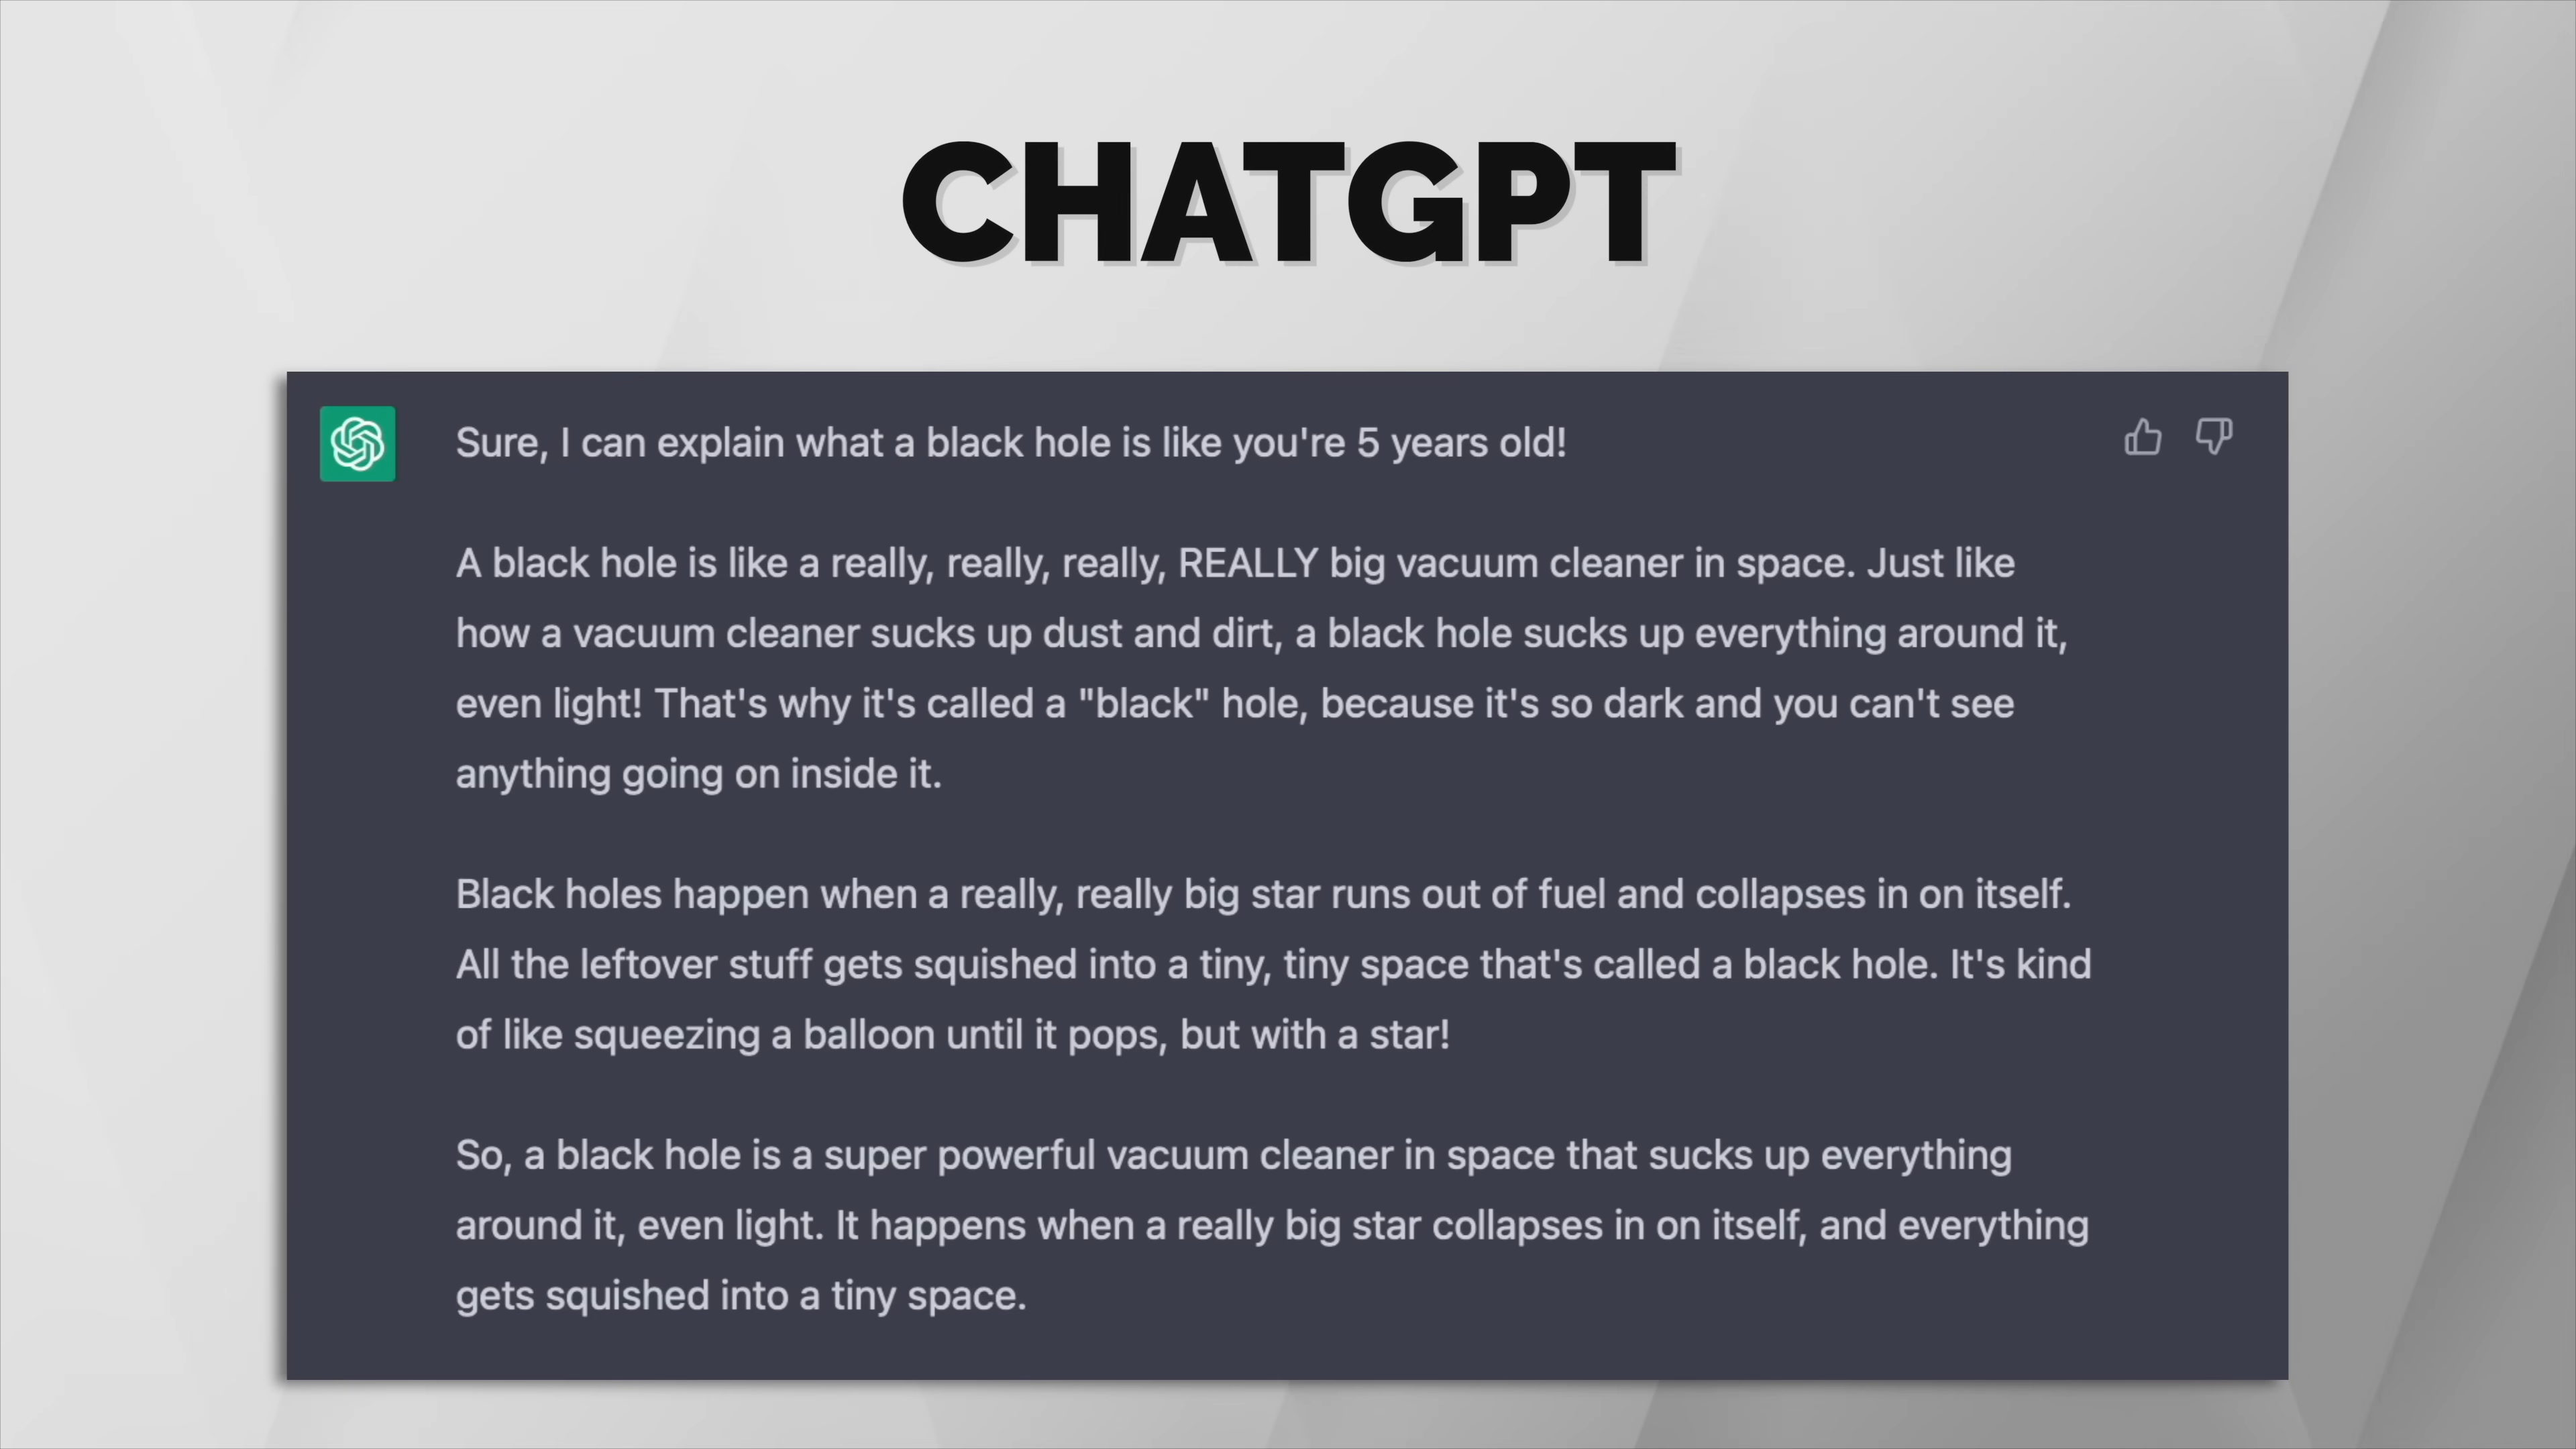 CHATGPT
Sure, I can explain what a black hole is like you're 5 years old!
A black hole is like a really, really, really, REALLY big vacuum cleaner in space. Just like
how a vacuum cleaner sucks up dust and dirt, a black hole sucks up everything around it,
even light! That's why it's called a "black" hole, because it's so dark and you can't see
anything going on inside it.
Black holes happen when a really, really big star runs out of fuel and collapses in on itself.
All the leftover stuff gets squished into a tiny, tiny space that's called a black hole. It's kind
of like squeezing a balloon until it pops, but with a star!
So, a black hole is a super powerful vacuum cleaner in space that sucks up everything
around it, even light. It happens when a really big star collapses in on itself, and everything
gets squished into a tiny space.